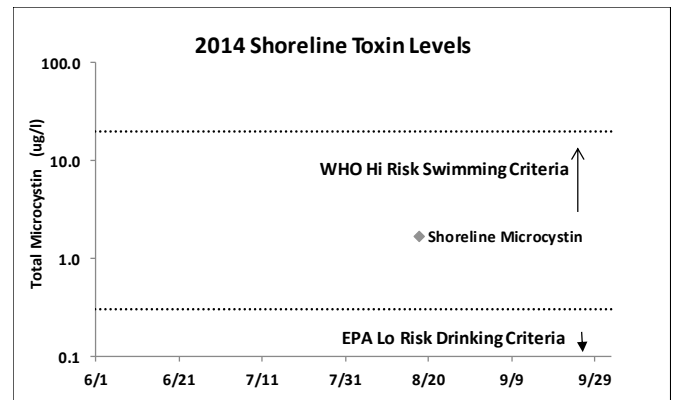 2014 Shoreline Toxin Levels
Total Microcystin (ug/l)
100.0
10.0
1.0
0.1
WHO Hi Risk Swimming Criteria
Shoreline Microcystin
EPA Lo Risk Drinking Criteria
6/1 6/21 7/11 7/31 8/20 9/9 9/29